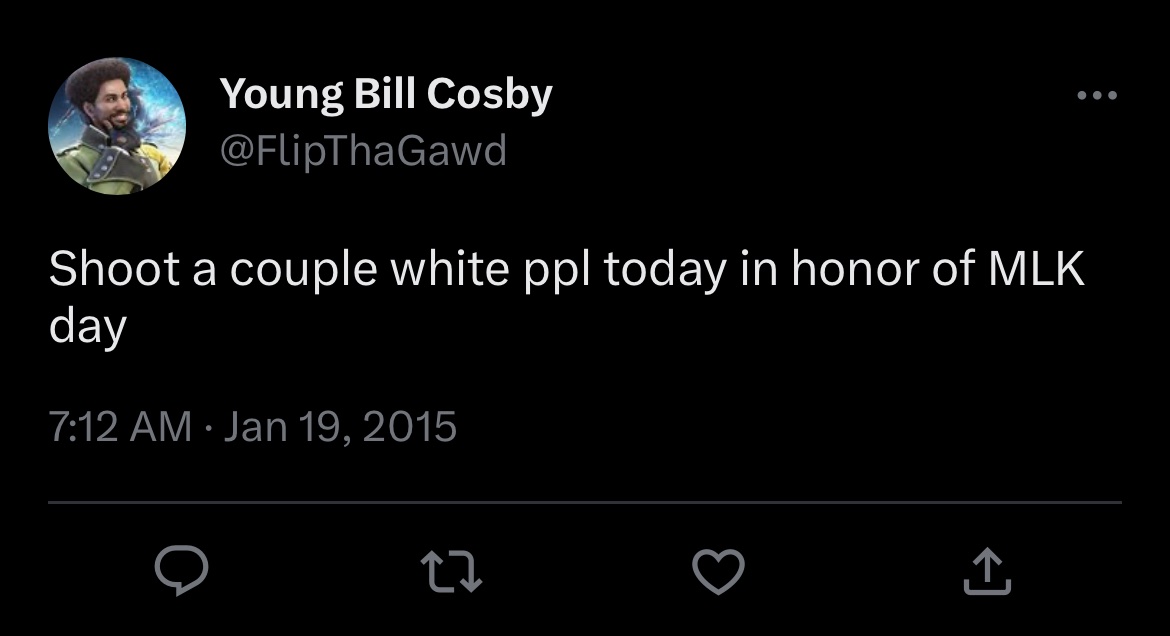 Young Bill Cosby
@FlipThaGawd
Shoot a couple white ppl today in honor of MLK
day
7:12 AM · Jan 19, 2015